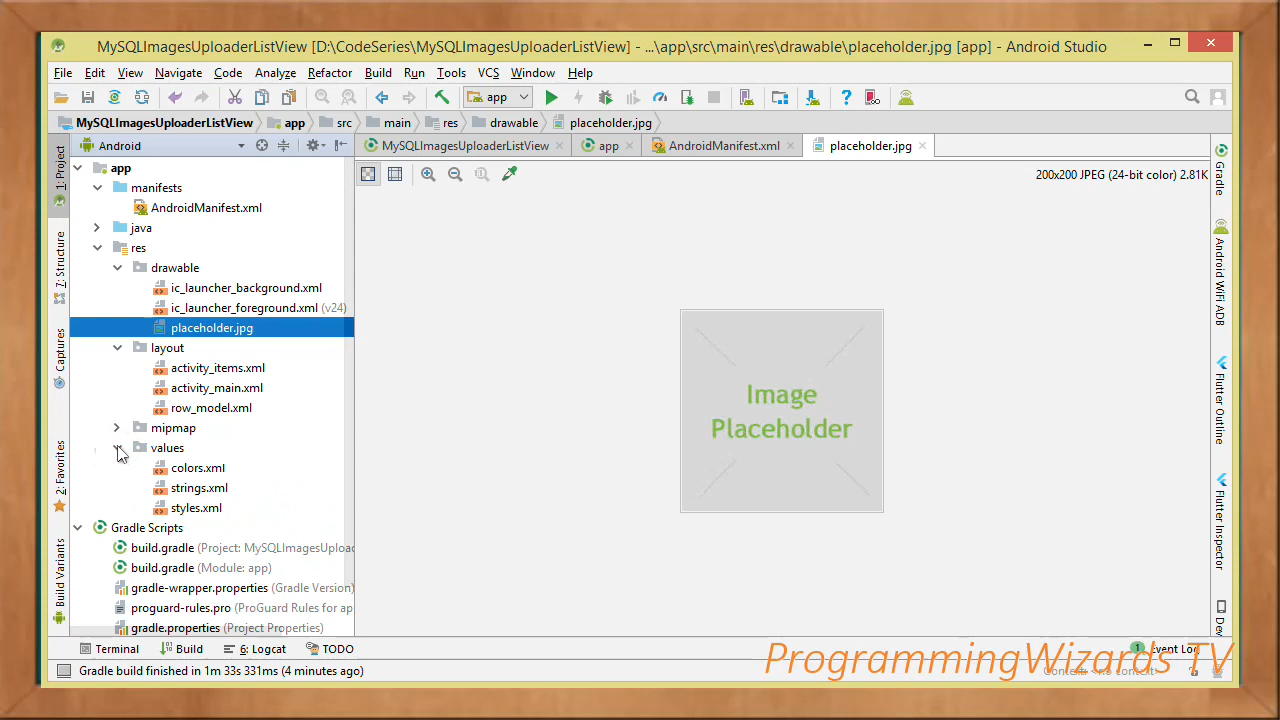 MySQLImagesUploaderListView [D:\CodeSeries\MySQLImagesUploaderListView] - ...\app\src\main\res\drawable\placeholder.jpg [app] - Android Studio
File Edit View Navigate Code Analyze Refactor Build Run Tools VCS Window Help
app
MySQLImagesUploaderListView app src main res drawable placeholder.jpg
Android
MySQLImagesUploaderListView app AndroidManifest.xml placeholder.jpg
200x200 JPEG (24-bit color) 2.81K
1: Project
7: Structure
Captures
2: Favorites
Build Variants
app
manifests
AndroidManifest.xml
java
res
drawable
ic_launcher_background.xml
ic_launcher_foreground.xml (v24)
placeholder.jpg
layout
activity_items.xml
activity_main.xml
row_model.xml
mipmap
values
colors.xml
strings.xml
styles.xml
Gradle Scripts
build.gradle (Project: MySQLImagesUploa
build.gradle (Module: app)
gradle-wrapper.properties (Gradle Version)
proguard-rules.pro (ProGuard Rules for ap
gradle.properties (Project Properties)
Image
Placeholder
Gradle
Android WiFi ADB
Flutter Outline
Flutter Inspector
Dev
Terminal Build 6: Logcat TODO
1 Event Log
ProgrammingWizards TV
Gradle build finished in 1m 33s 331ms (4 minutes ago)
Context: <no context>